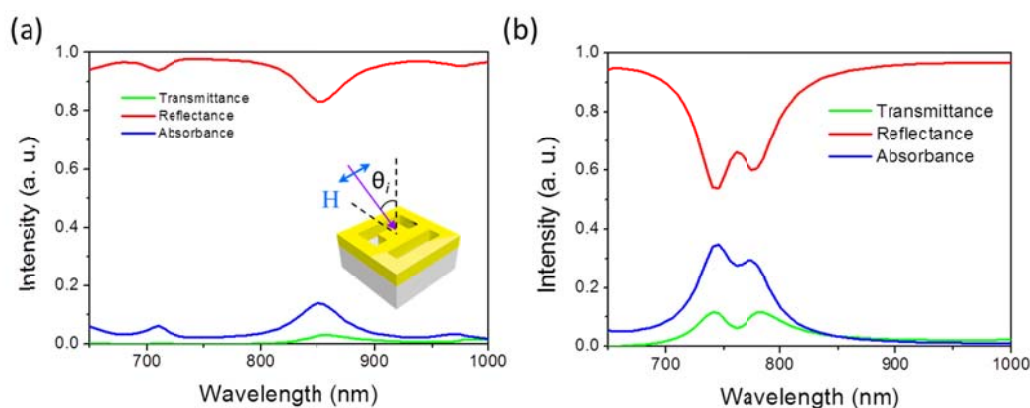 (a)
Intensity (a. u.)
1.0
0.8
0.6
0.4
0.2
0.0
Transmittance
Reflectance
Absorbance
θi
H
700
800
900
1000
Wavelength (nm)
(b)
Intensity (a. u.)
1.0
0.8
0.6
0.4
0.2
0.0
Transmittance
Reflectance
Absorbance
700
800
900
1000
Wavelength (nm)